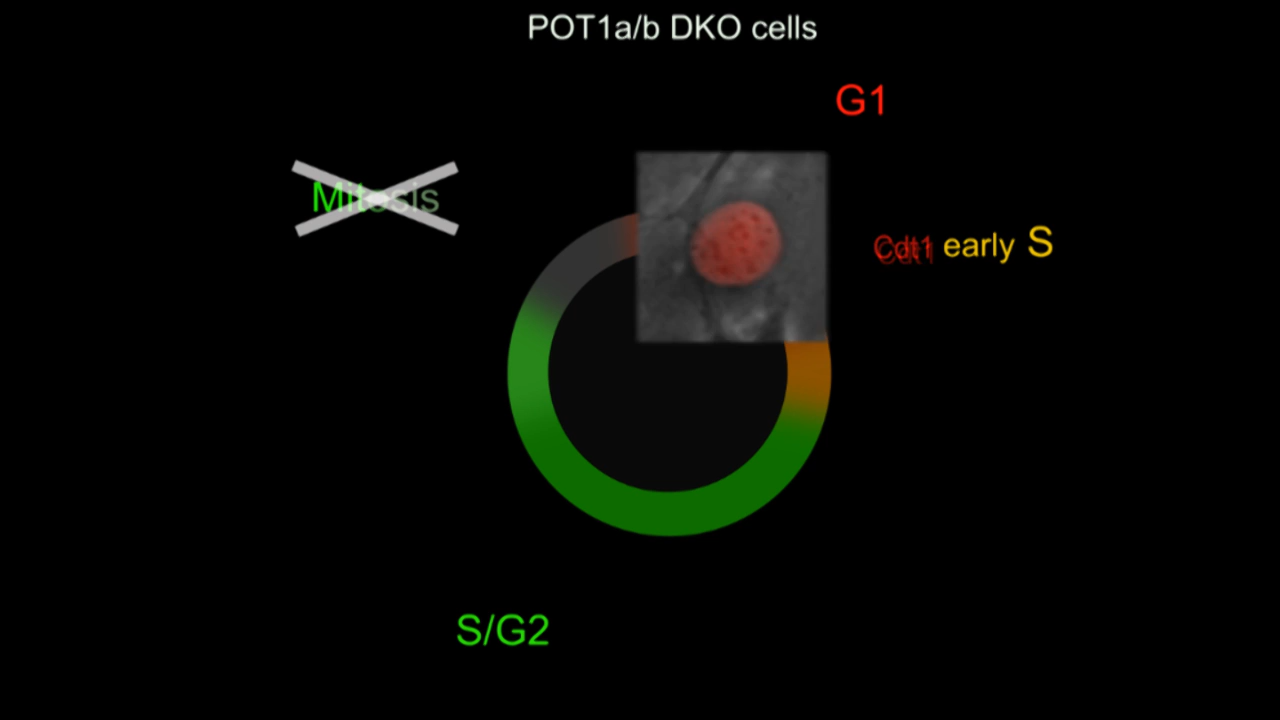 POT1a/b DKO cells
G1
Mitosis
Cdt1 early S
S/G2